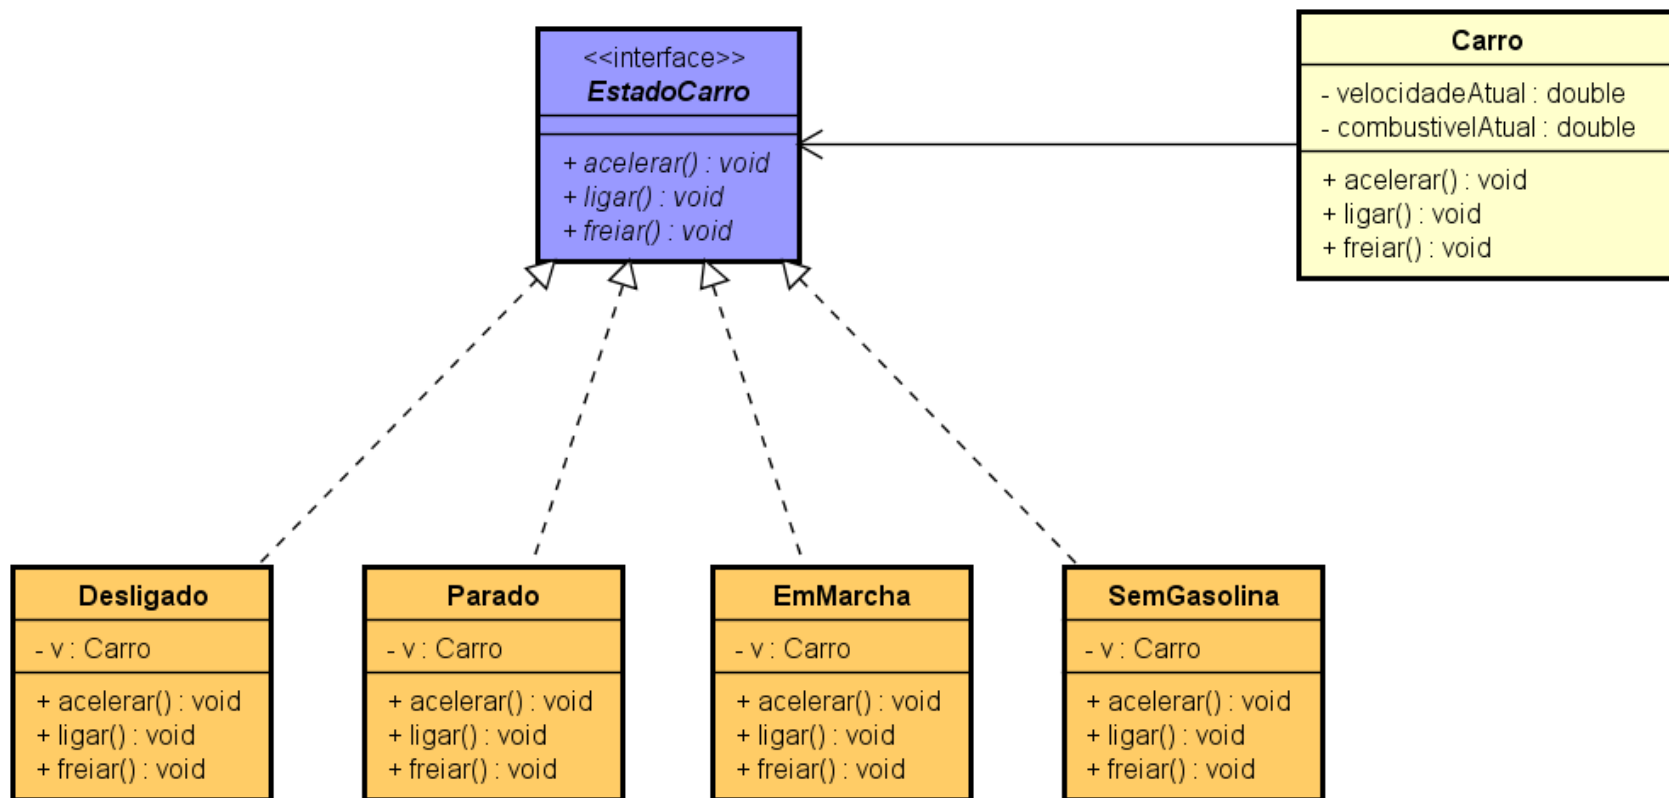 <<interface>>
EstadoCarro
+ acelerar() : void
+ ligar() : void
+ freiar() : void
Carro
- velocidadeAtual : double
- combustivelAtual : double
+ acelerar() : void
+ ligar() : void
+ freiar() : void
Desligado
- v : Carro
+ acelerar() : void
+ ligar() : void
+ freiar() : void
Parado
- v : Carro
+ acelerar() : void
+ ligar() : void
+ freiar() : void
EmMarcha
- v : Carro
+ acelerar() : void
+ ligar() : void
+ freiar() : void
SemGasolina
- v : Carro
+ acelerar() : void
+ ligar() : void
+ freiar() : void